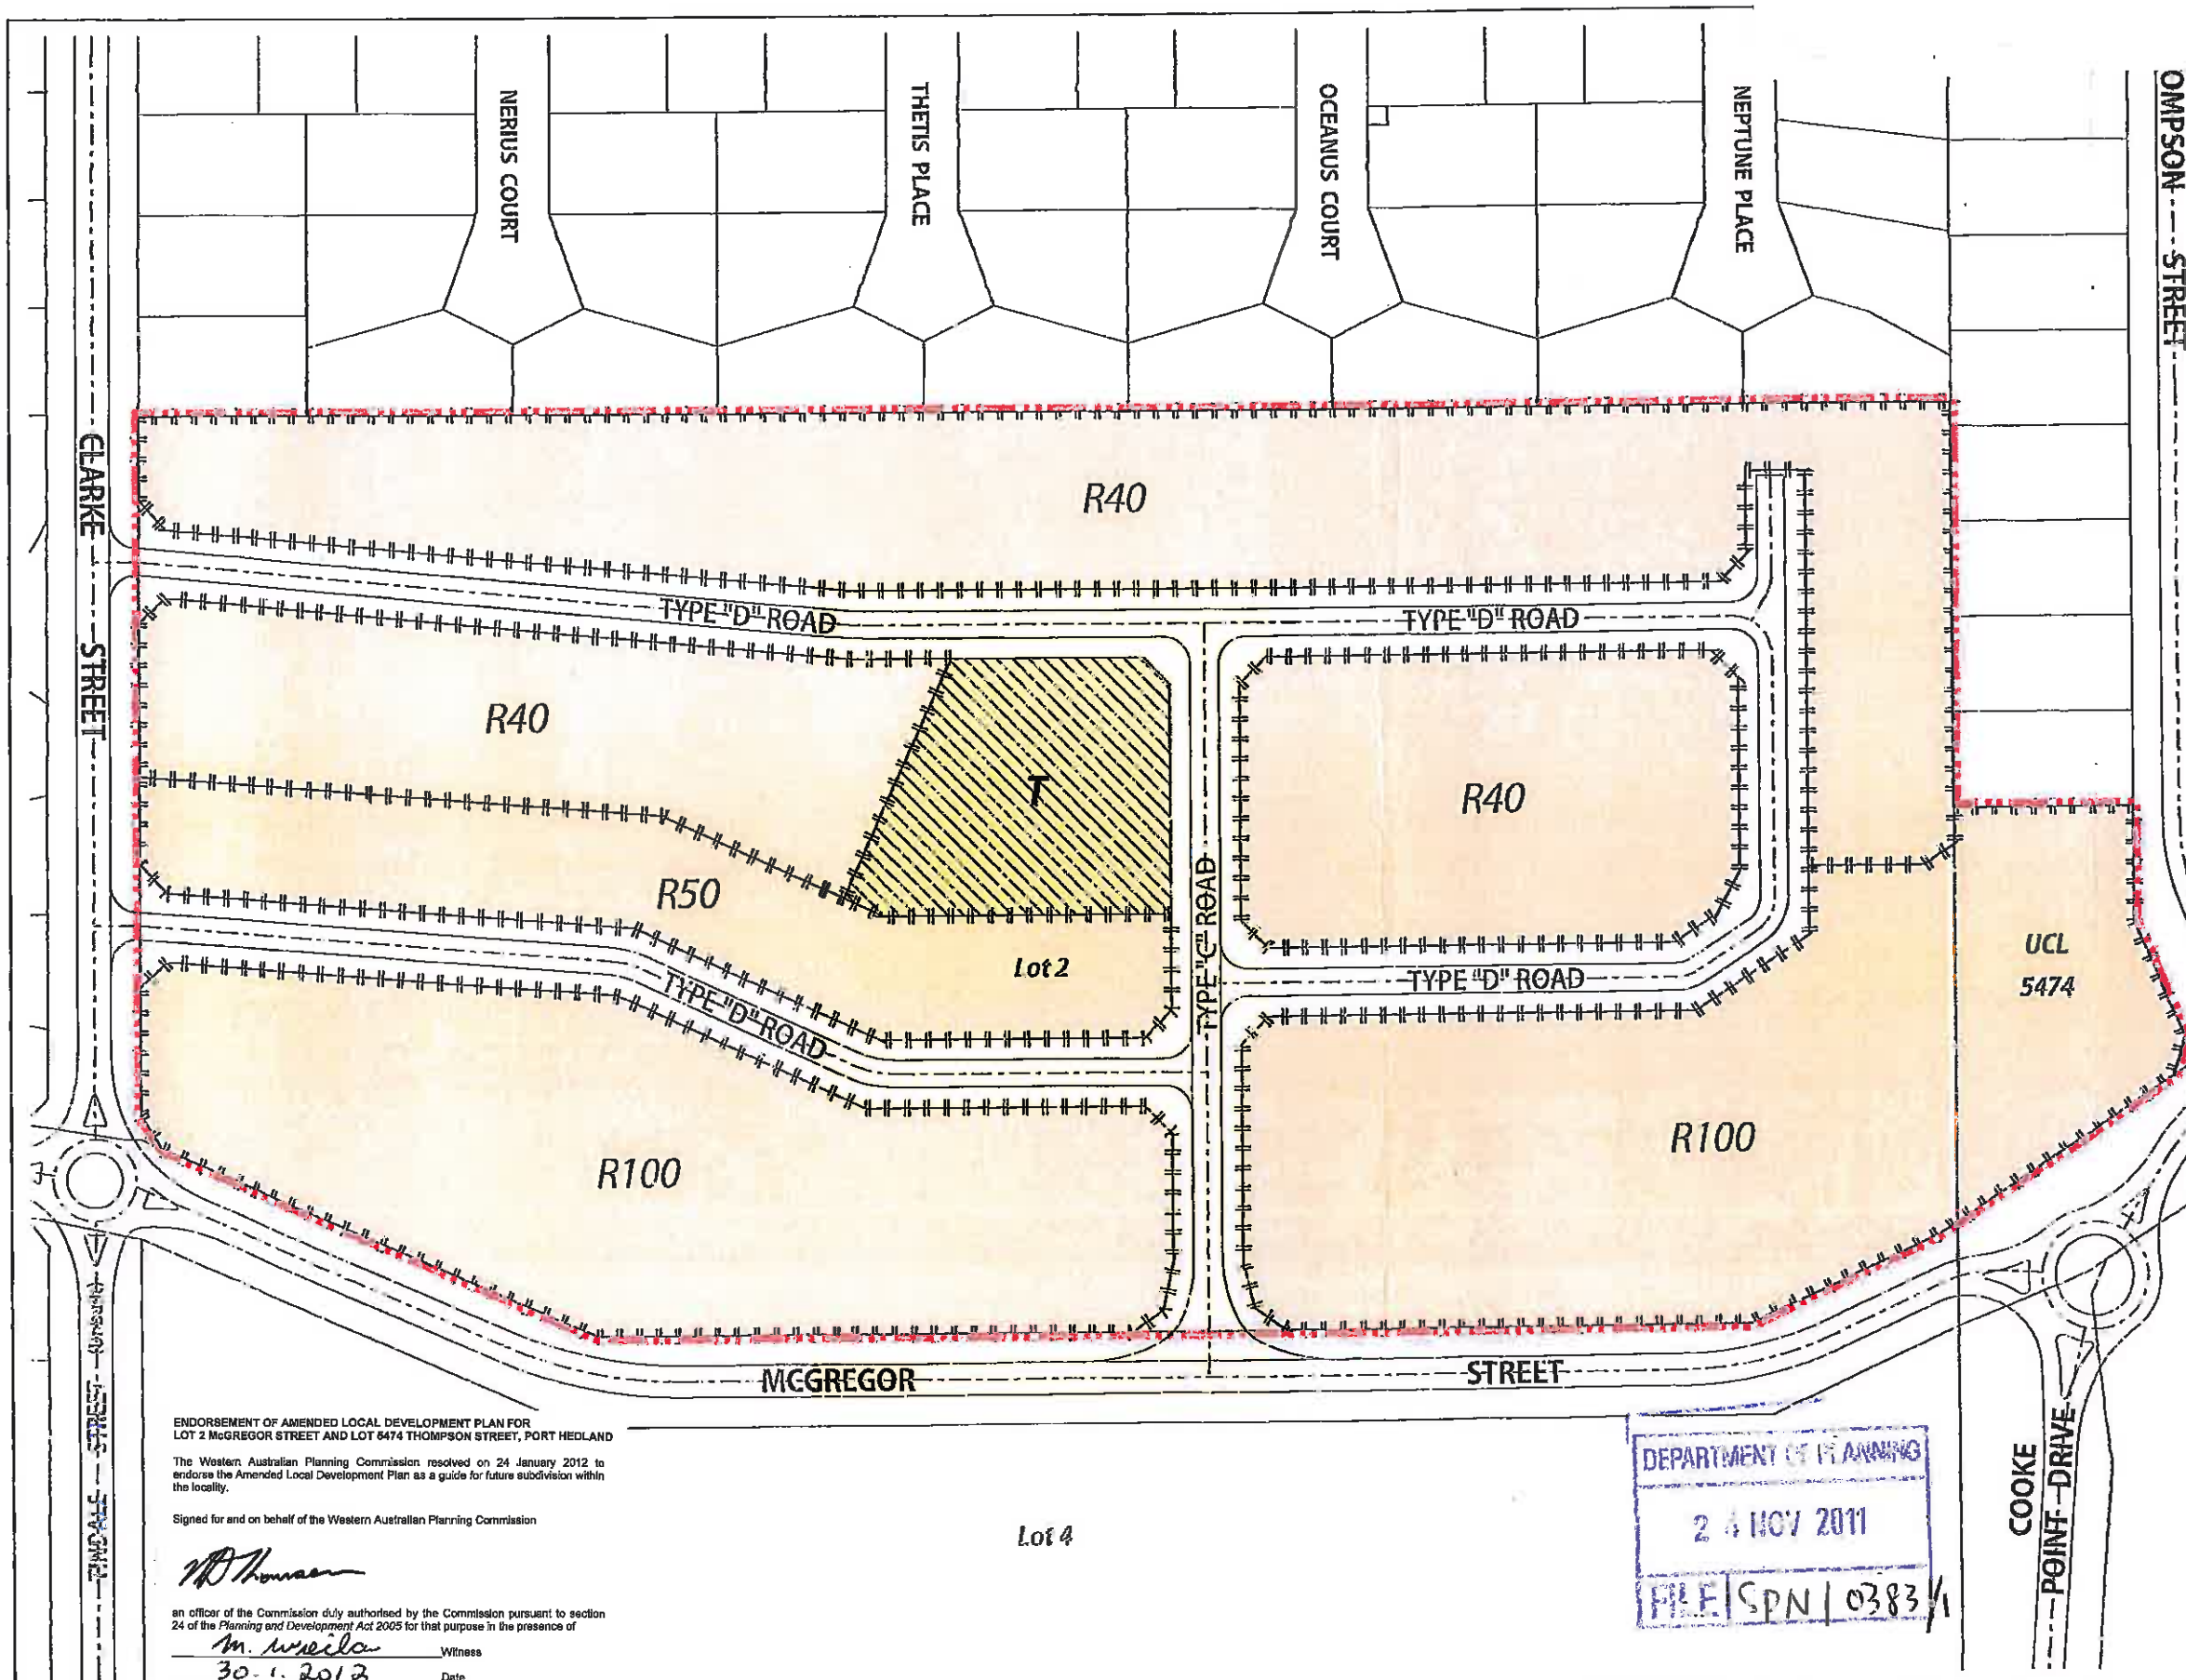 NERIUS COURT
THETIS PLACE
OCEANUS COURT
NEPTUNE PLACE
OMPSON STREET
CLARKE STREET
R40
TYPE "D" ROAD
TYPE "D" ROAD
R40
T
R40
R50
TYPE "C" ROAD
Lot 2
TYPE "D" ROAD
TYPE "D" ROAD
UCL
5474
R100
R100
MCGREGOR STREET
ENDORSEMENT OF AMENDED LOCAL DEVELOPMENT PLAN FOR
LOT 2 McGREGOR STREET AND LOT 5474 THOMPSON STREET, PORT HEDLAND
The Western Australian Planning Commission resolved on 24 January 2012 to
endorse the Amended Local Development Plan as a guide for future subdivision within
the locality.
Signed for and on behalf of the Western Australian Planning Commission
an officer of the Commission duly authorised by the Commission pursuant to section
24 of the Planning and Development Act 2005 for that purpose in the presence of
Witness
30-1-2012 Date
Lot 4
DEPARTMENT OF PLANNING
24 NOV 2011
FILE SPN/0383/1
COOKE
POINT DRIVE